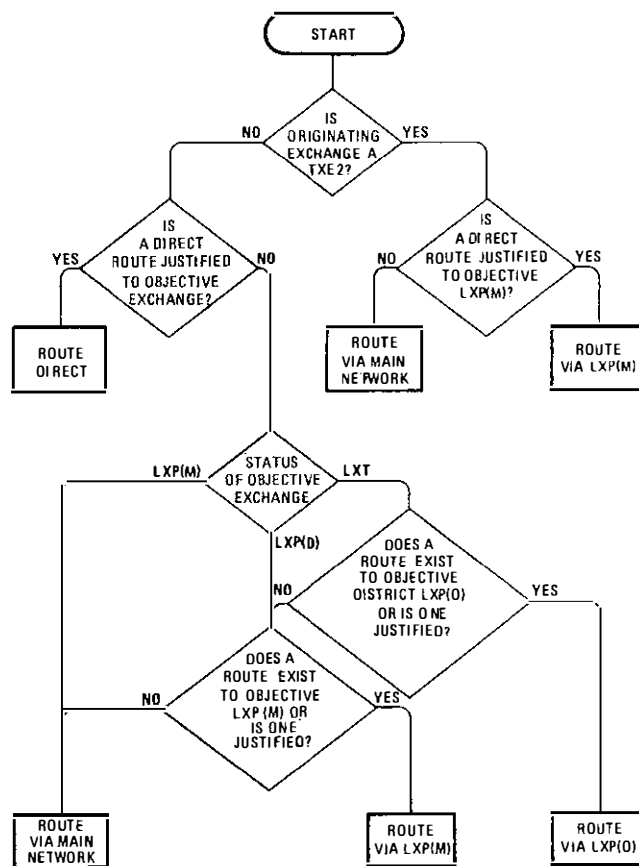 START
IS
ORIGINATING
EXCHANGE A
TXE2?
NO
YES
IS
A DIRECT
ROUTE JUSTIFIED
TO OBJECTIVE
EXCHANGE?
YES
NO
IS
A DIRECT
ROUTE JUSTIFIED
TO OBJECTIVE
LXP(M)?
NO
YES
ROUTE
DIRECT
ROUTE
VIA MAIN
NETWORK
ROUTE
VIA LXP(M)
STATUS
OF OBJECTIVE
EXCHANGE
LXP(M)
LXT
LXP(D)
DOES A
ROUTE EXIST
TO OBJECTIVE
DISTRICT LXP(O)
OR IS ONE
JUSTIFIED?
NO
YES
DOES A
ROUTE EXIST
TO OBJECTIVE
LXP(M) OR
IS ONE
JUSTIFIED?
NO
YES
ROUTE
VIA MAIN
NETWORK
ROUTE
VIA LXP(M)
ROUTE
VIA LXP(O)